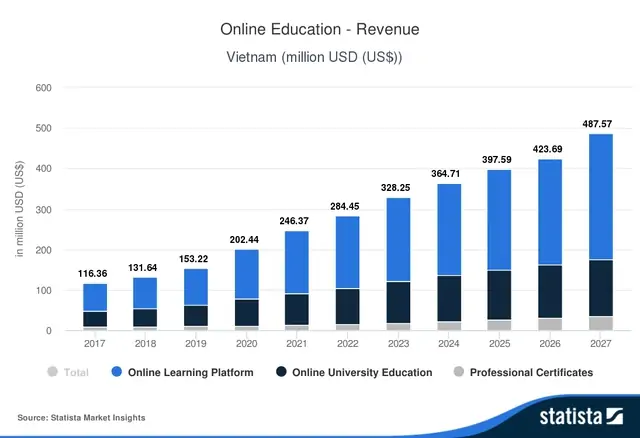 Online Education - Revenue
Vietnam (million USD (US$))
in million USD (US$)
600
500
400
300
200
100
0
116.36
131.64
153.22
202.44
246.37
284.45
328.25
364.71
397.59
423.69
487.57
2017 2018 2019 2020 2021 2022 2023 2024 2025 2026 2027
Total Online Learning Platform Online University Education Professional Certificates
Source: Statista Market Insights
statista